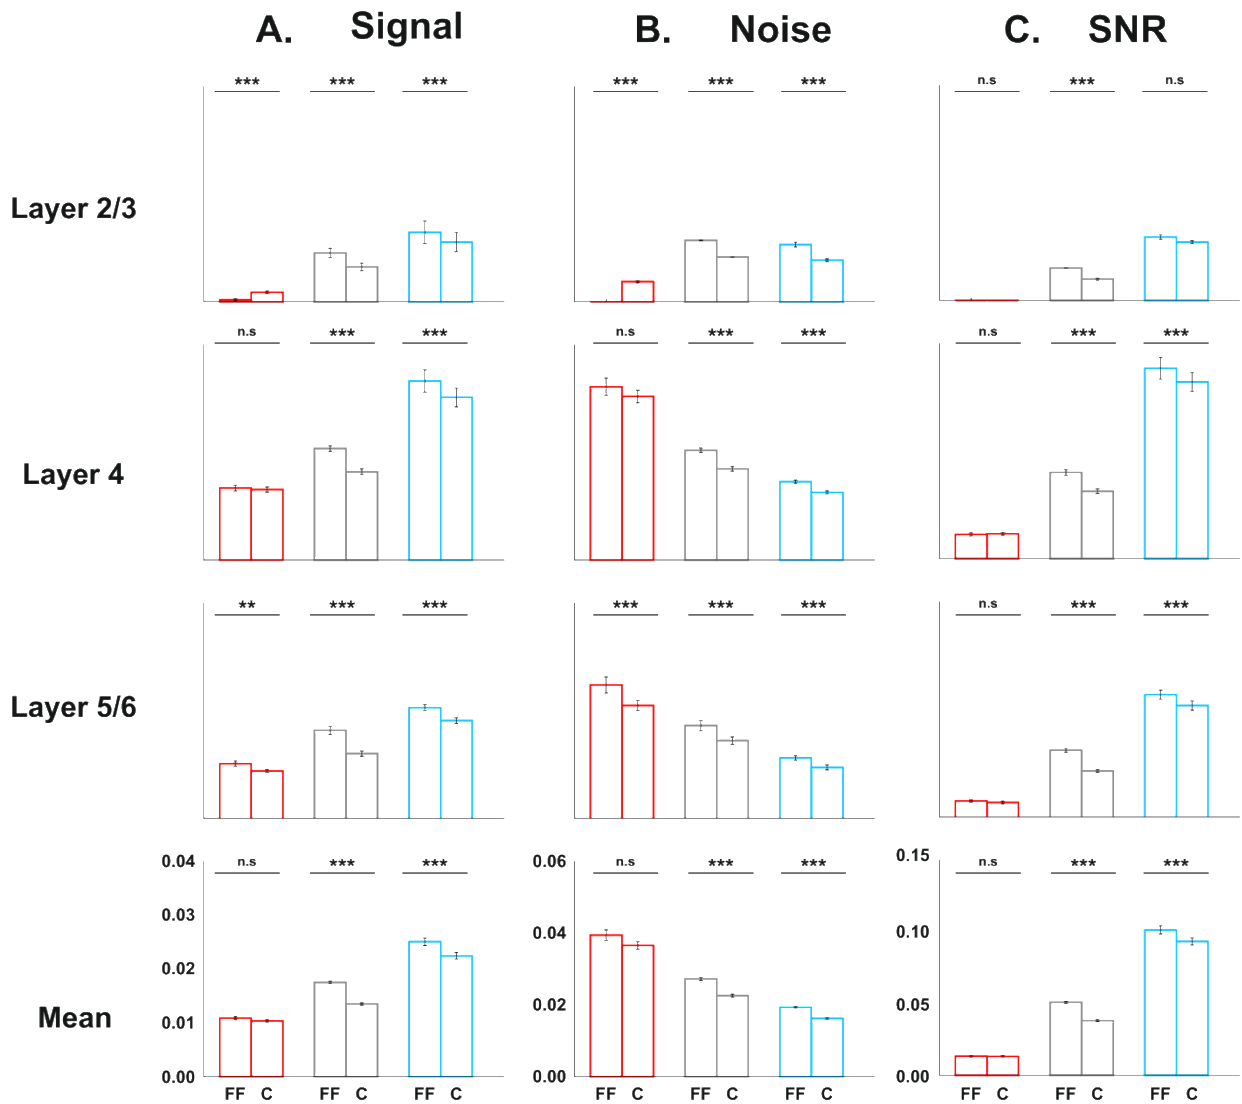 A. Signal B. Noise C. SNR
*** *** *** *** *** *** n.s *** n.s
Layer 2/3
n.s *** *** n.s *** *** n.s *** ***
Layer 4
** *** *** *** *** *** n.s *** ***
Layer 5/6
n.s *** *** n.s *** *** n.s *** ***
0.04 0.06 0.15
0.03
0.04 0.10
0.02
0.02 0.05
Mean
0.01
0.00 0.00 0.00
FF C FF C FF C FF C FF C FF C FF C FF C FF C